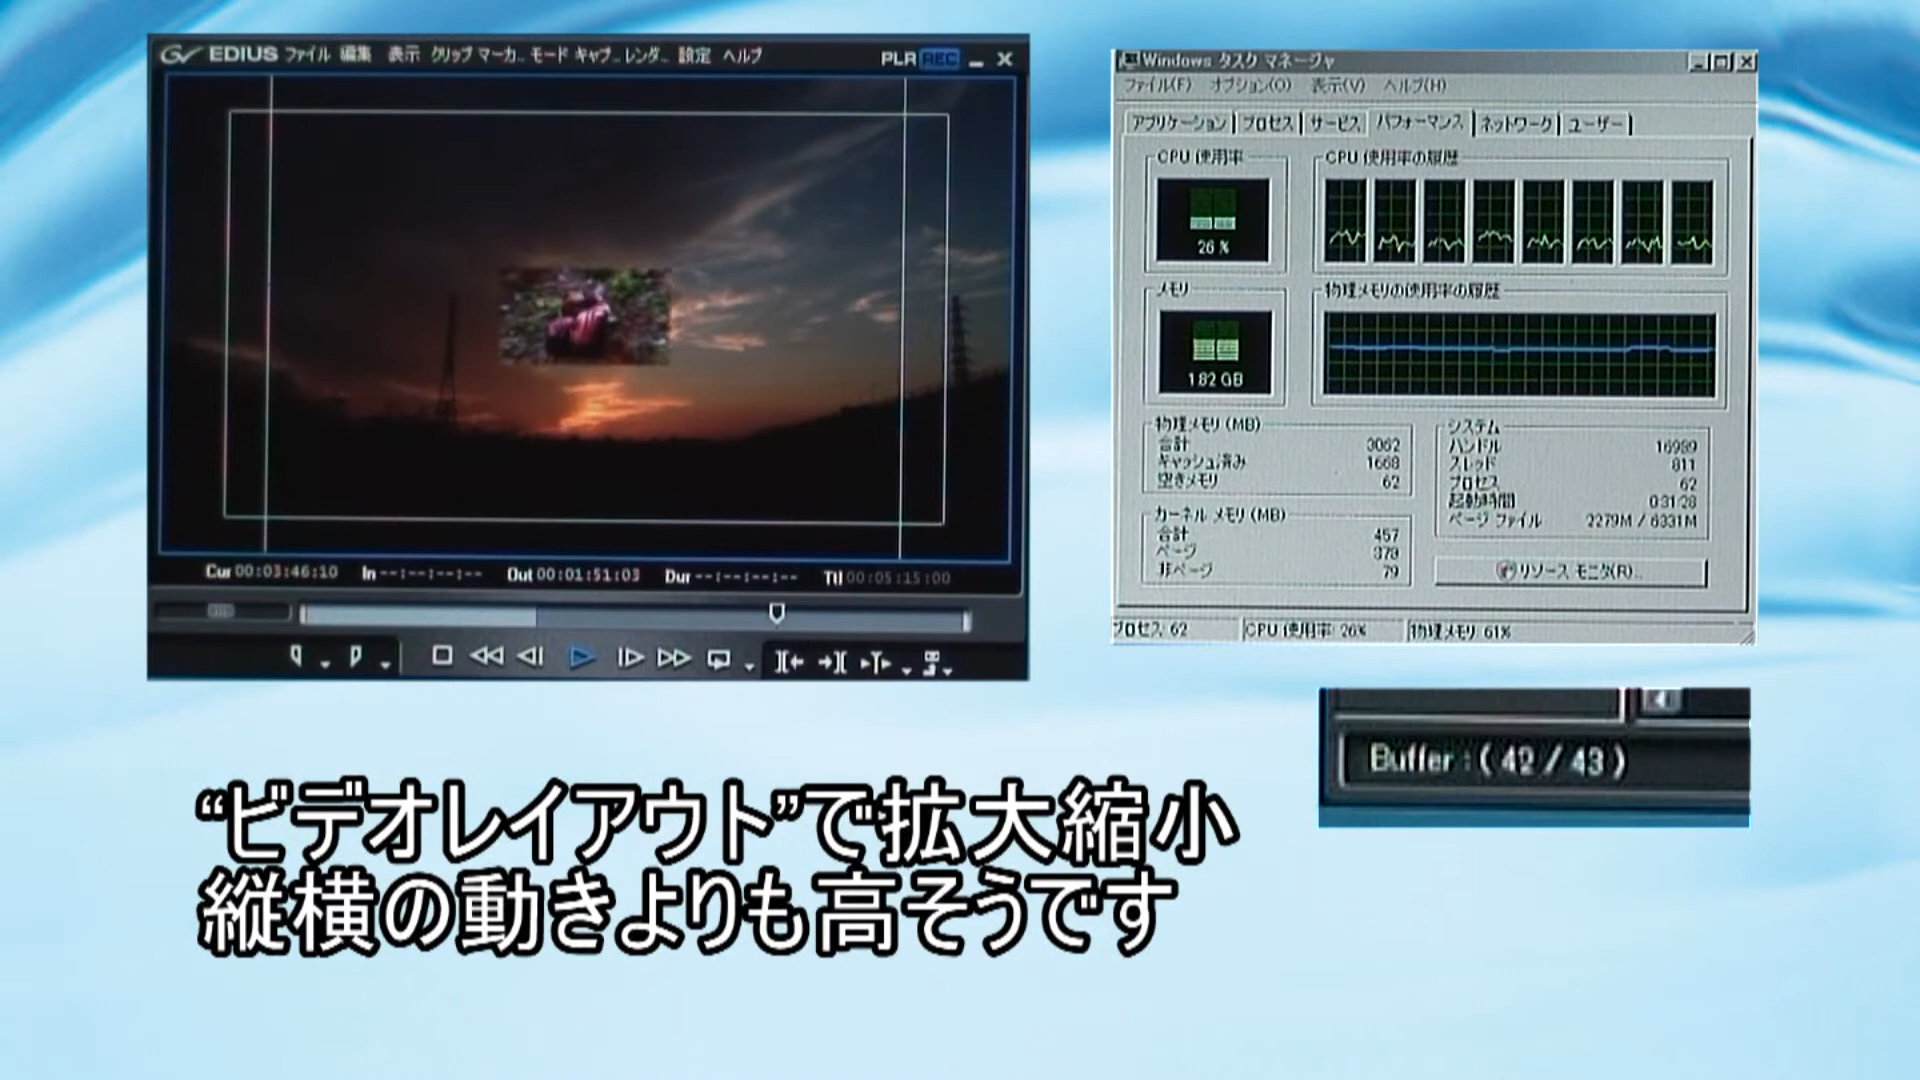 EDIUS ファイル 編集 表示 クリップ マーカ... モード キャプ... レンダ... 設定 ヘルプ PLR REC
Cur 00:03:46:10 In --:--:--:-- Out 00:01:51:03 Dur --:--:--:-- Ttl 00:05:15:00
Windows タスク マネージャ
ファイル(F) オプション(O) 表示(V) ヘルプ(H)
アプリケーション プロセス サービス パフォーマンス ネットワーク ユーザー
CPU 使用率
26 %
CPU 使用率の履歴
メモリ
1.82 GB
物理メモリの使用率の履歴
物理メモリ (MB)
合計 3062
キャッシュ済み 1668
空きメモリ 62
カーネル メモリ (MB)
合計 457
ページ 379
非ページ 79
システム
ハンドル 16989
スレッド 811
プロセス 62
起動時間 0:31:28
ページ ファイル 2279M / 6331M
リソース モニタ(R)...
プロセス: 62 CPU 使用率: 26% 物理メモリ: 61%
Buffer : ( 42 / 43 )
“ビデオレイアウト”で拡大縮小
縦横の動きよりも高そうです